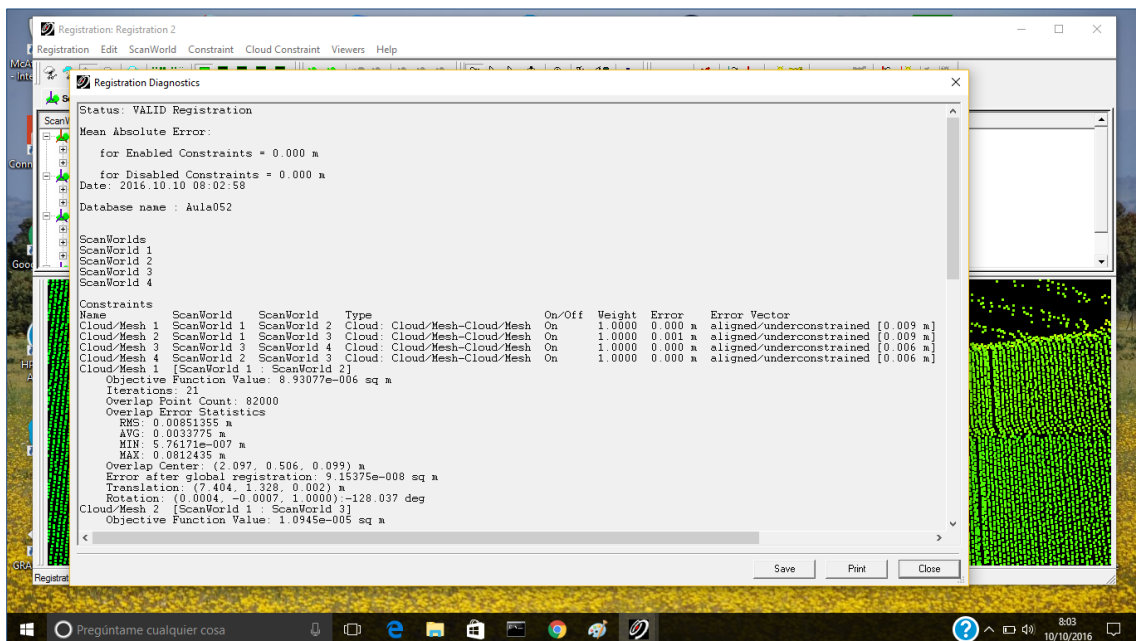 Registration: Registration 2
Registration Edit ScanWorld Constraint Cloud Constraint Viewers Help
Registration Diagnostics
Status: VALID Registration
Mean Absolute Error:
for Enabled Constraints = 0.000 m
for Disabled Constraints = 0.000 m
Date: 2016.10.10 08:02:58
Database name : Aula052
ScanWorlds
ScanWorld 1
ScanWorld 2
ScanWorld 3
ScanWorld 4
Constraints
Name ScanWorld ScanWorld Type On/Off Weight Error Error Vector
Cloud/Mesh 1 ScanWorld 1 ScanWorld 2 Cloud: Cloud/Mesh-Cloud/Mesh On 1.0000 0.000 m aligned/underconstrained [0.009 m]
Cloud/Mesh 2 ScanWorld 1 ScanWorld 3 Cloud: Cloud/Mesh-Cloud/Mesh On 1.0000 0.001 m aligned/underconstrained [0.009 m]
Cloud/Mesh 3 ScanWorld 3 ScanWorld 4 Cloud: Cloud/Mesh-Cloud/Mesh On 1.0000 0.000 m aligned/underconstrained [0.006 m]
Cloud/Mesh 4 ScanWorld 2 ScanWorld 3 Cloud: Cloud/Mesh-Cloud/Mesh On 1.0000 0.000 m aligned/underconstrained [0.006 m]
Cloud/Mesh 1 [ScanWorld 1 : ScanWorld 2]
Objective Function Value: 8.93077e-006 sq m
Iterations: 21
Overlap Point Count: 82000
Overlap Error Statistics
RMS: 0.00851355 m
AVG: 0.0033775 m
MIN: 5.76171e-007 m
MAX: 0.0812435 m
Overlap Center: (2.097, 0.506, 0.099) m
Error after global registration: 9.15375e-008 sq m
Translation: (7.404, 1.328, 0.002) m
Rotation: (0.0004, -0.0007, 1.0000):-128.037 deg
Cloud/Mesh 2 [ScanWorld 1 : ScanWorld 3]
Objective Function Value: 1.0945e-005 sq m
Save Print Close
Pregúntame cualquier cosa
8:03
10/10/2016